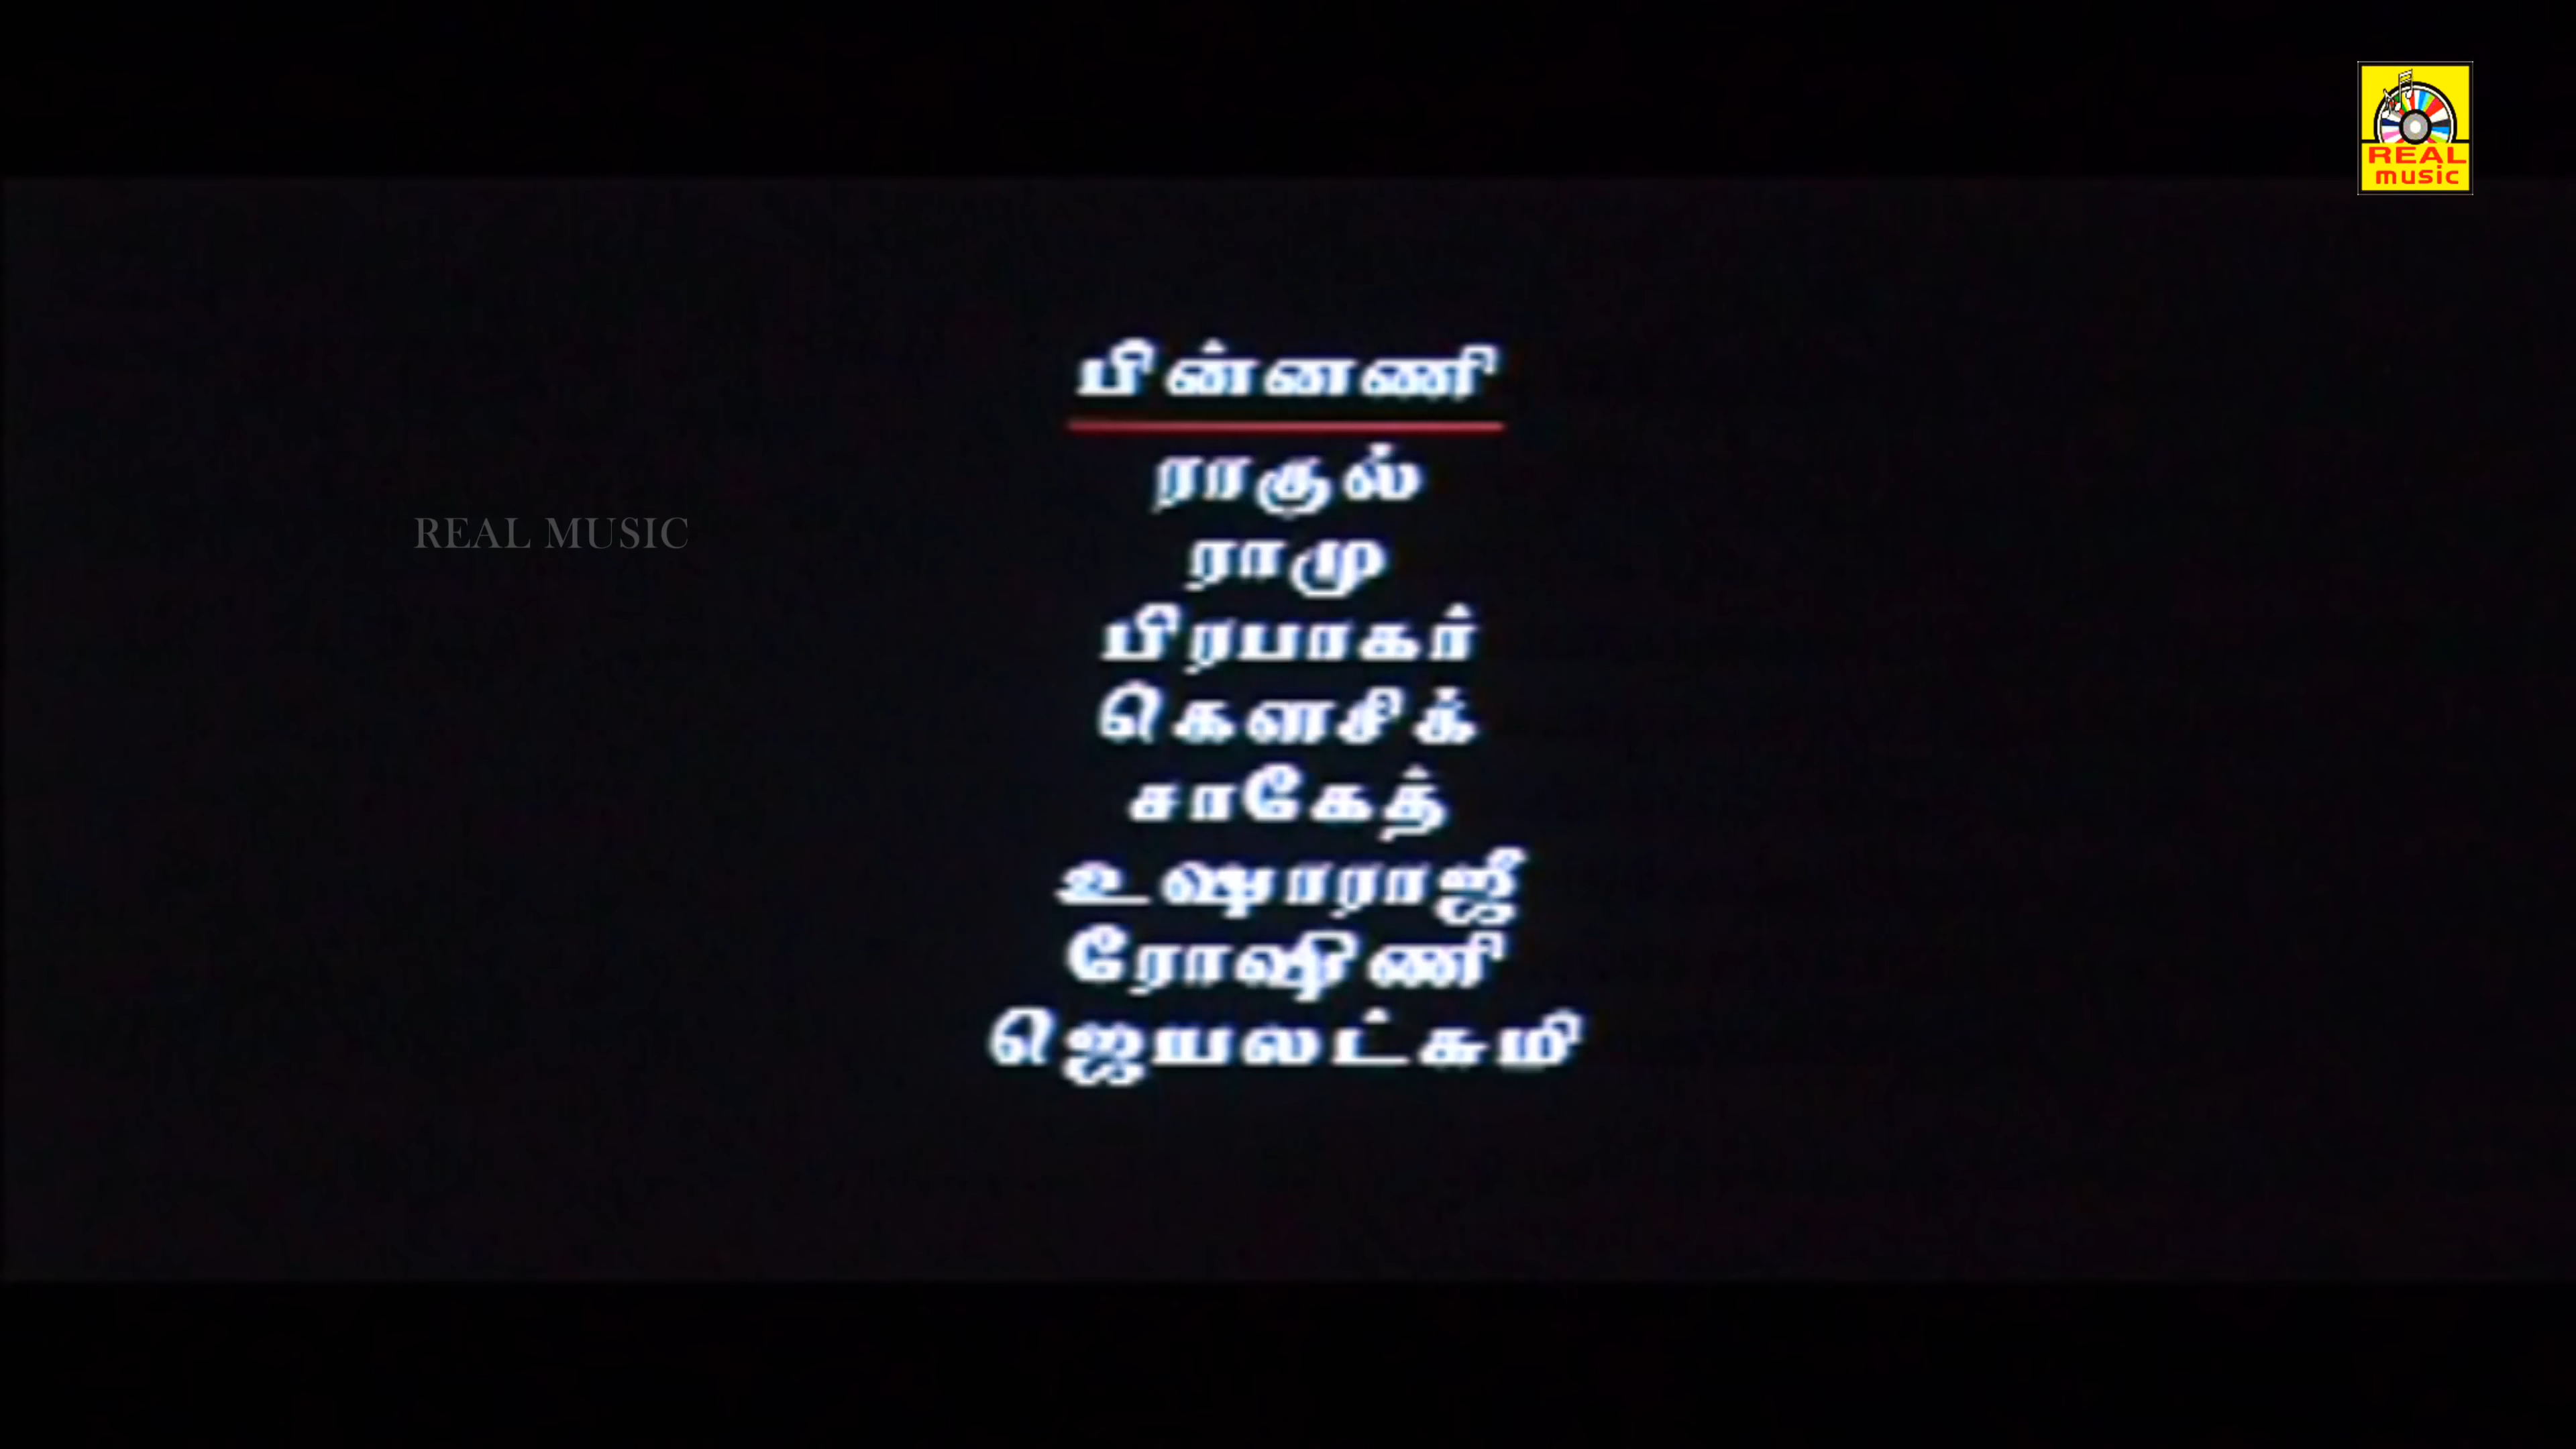 REAL
music
பின்னணி
ராகுல்
REAL MUSIC
ராமு
பிரபாகர்
கௌசிக்
சாகேத்
உஷாராஜீ
ரோஷிணி
ஜெயலட்சுமி